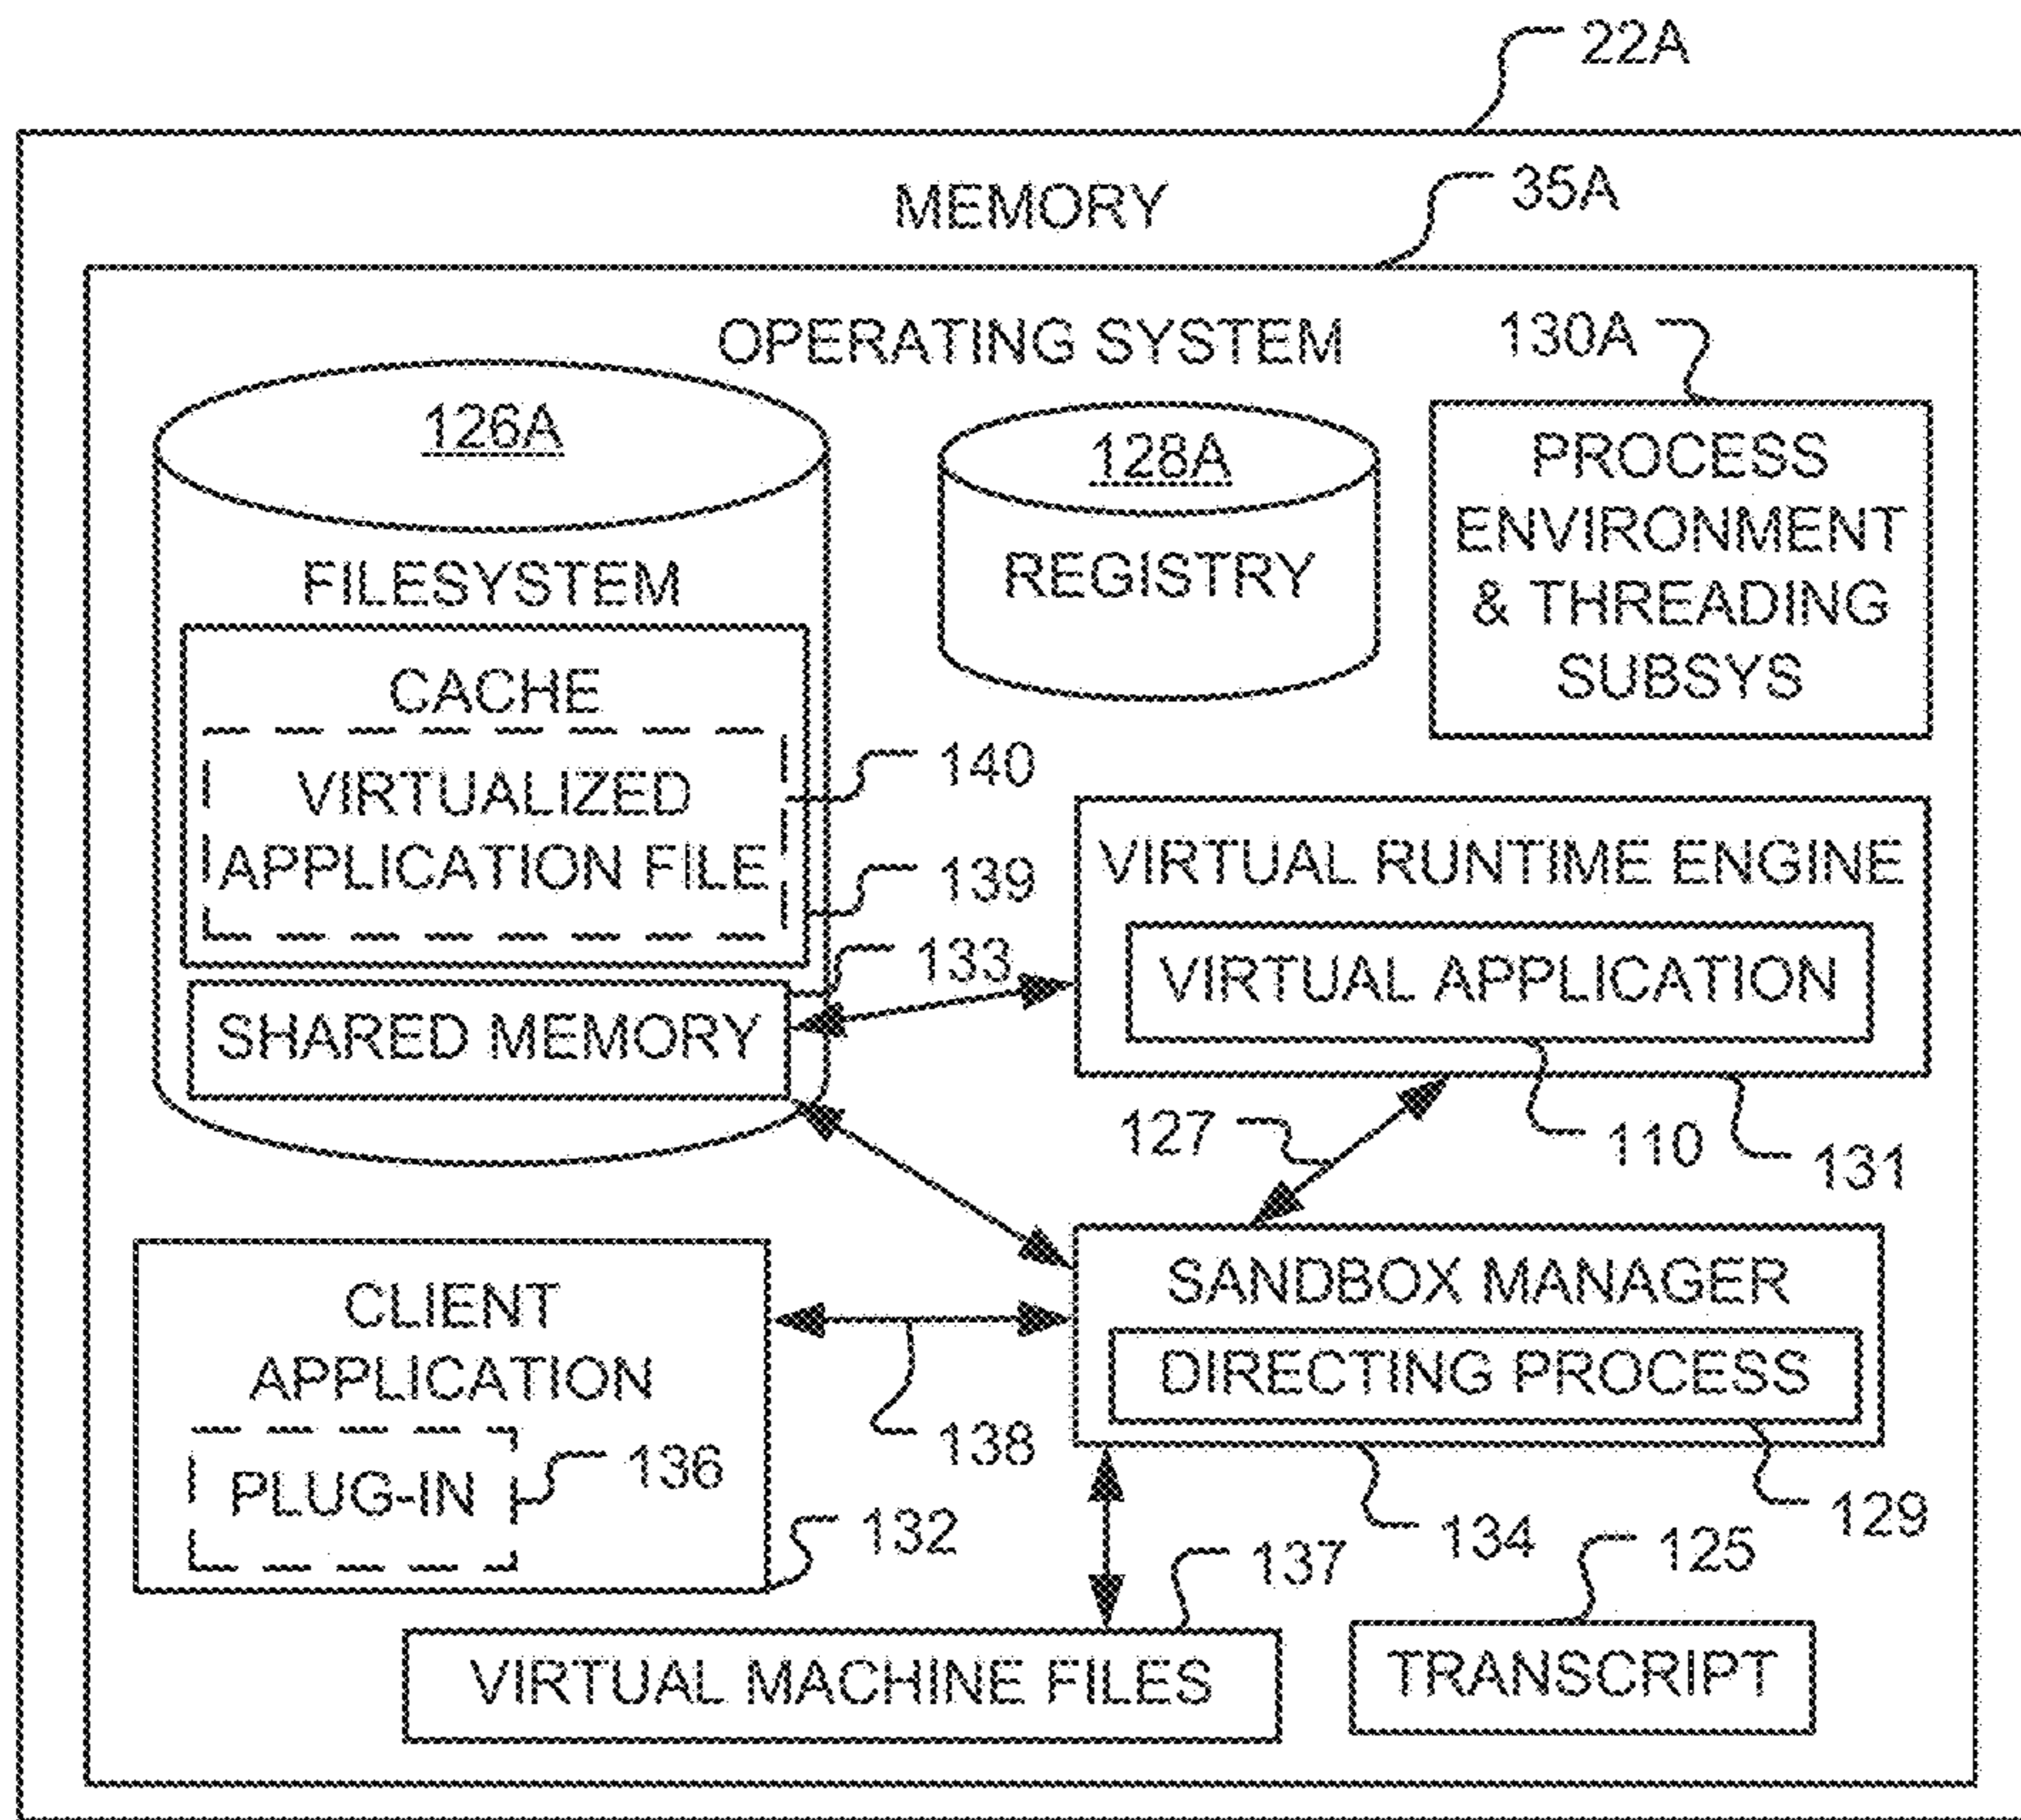 22A
MEMORY
35A
OPERATING SYSTEM
130A
126A
128A
PROCESS
ENVIRONMENT
& THREADING
SUBSYS
FILESYSTEM
REGISTRY
CACHE
VIRTUALIZED
APPLICATION FILE
140
139
133
VIRTUAL RUNTIME ENGINE
VIRTUAL APPLICATION
SHARED MEMORY
127
110
131
CLIENT
APPLICATION
PLUG-IN
136
132
138
SANDBOX MANAGER
DIRECTING PROCESS
134
129
137
125
VIRTUAL MACHINE FILES
TRANSCRIPT